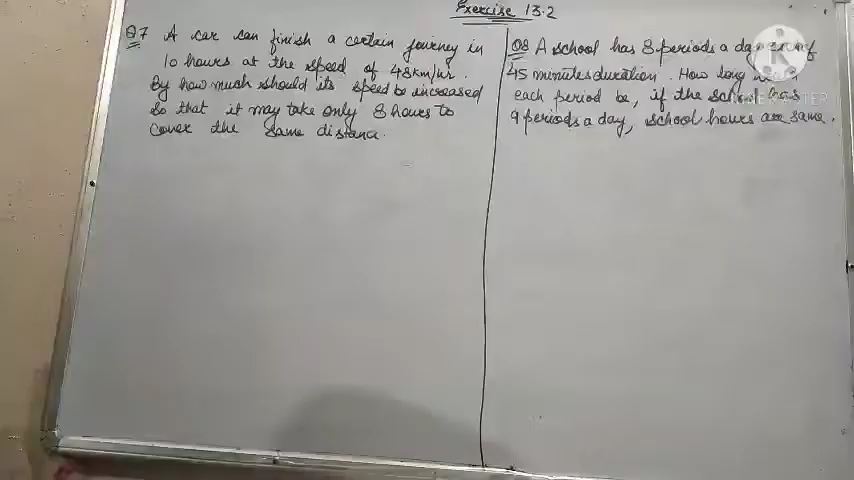 Exercise 13.2
Q7 A car can finish a certain journey in
10 hours at the speed of 48km/hr.
By how much should its speed be increased
so that it may take only 8 hours to
cover the same distance.
Q8 A school has 8 periods a day each of
45 minutes duration. How long
each period be, if the school has
9 periods a day, school hours are same.
K
KINEMASTER